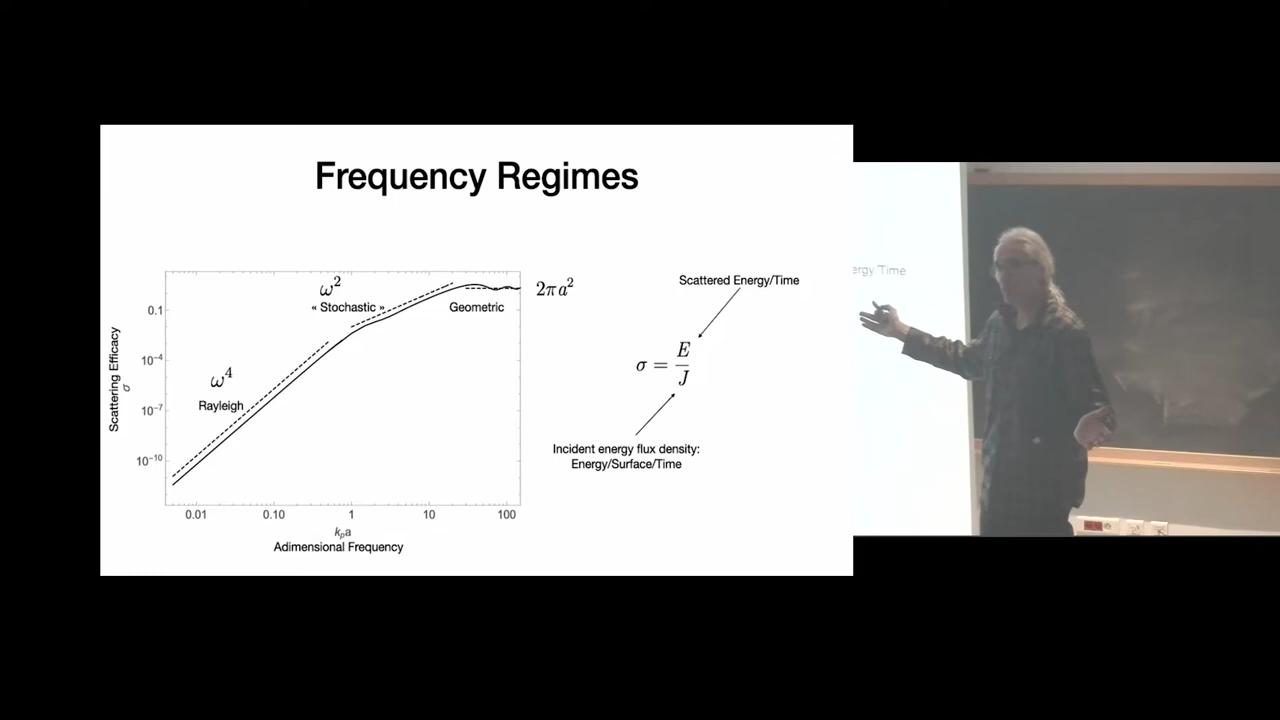 Frequency Regimes
ω²
« Stochastic »
Geometric
2πa²
ω⁴
Rayleigh
0.1
10⁻⁴
10⁻⁷
10⁻¹⁰
Scattering Efficacy
σ
0.01
0.10
1
10
100
kₚa
Adimensional Frequency
Scattered Energy/Time
σ = E/J
Incident energy flux density:
Energy/Surface/Time
ergy/Time